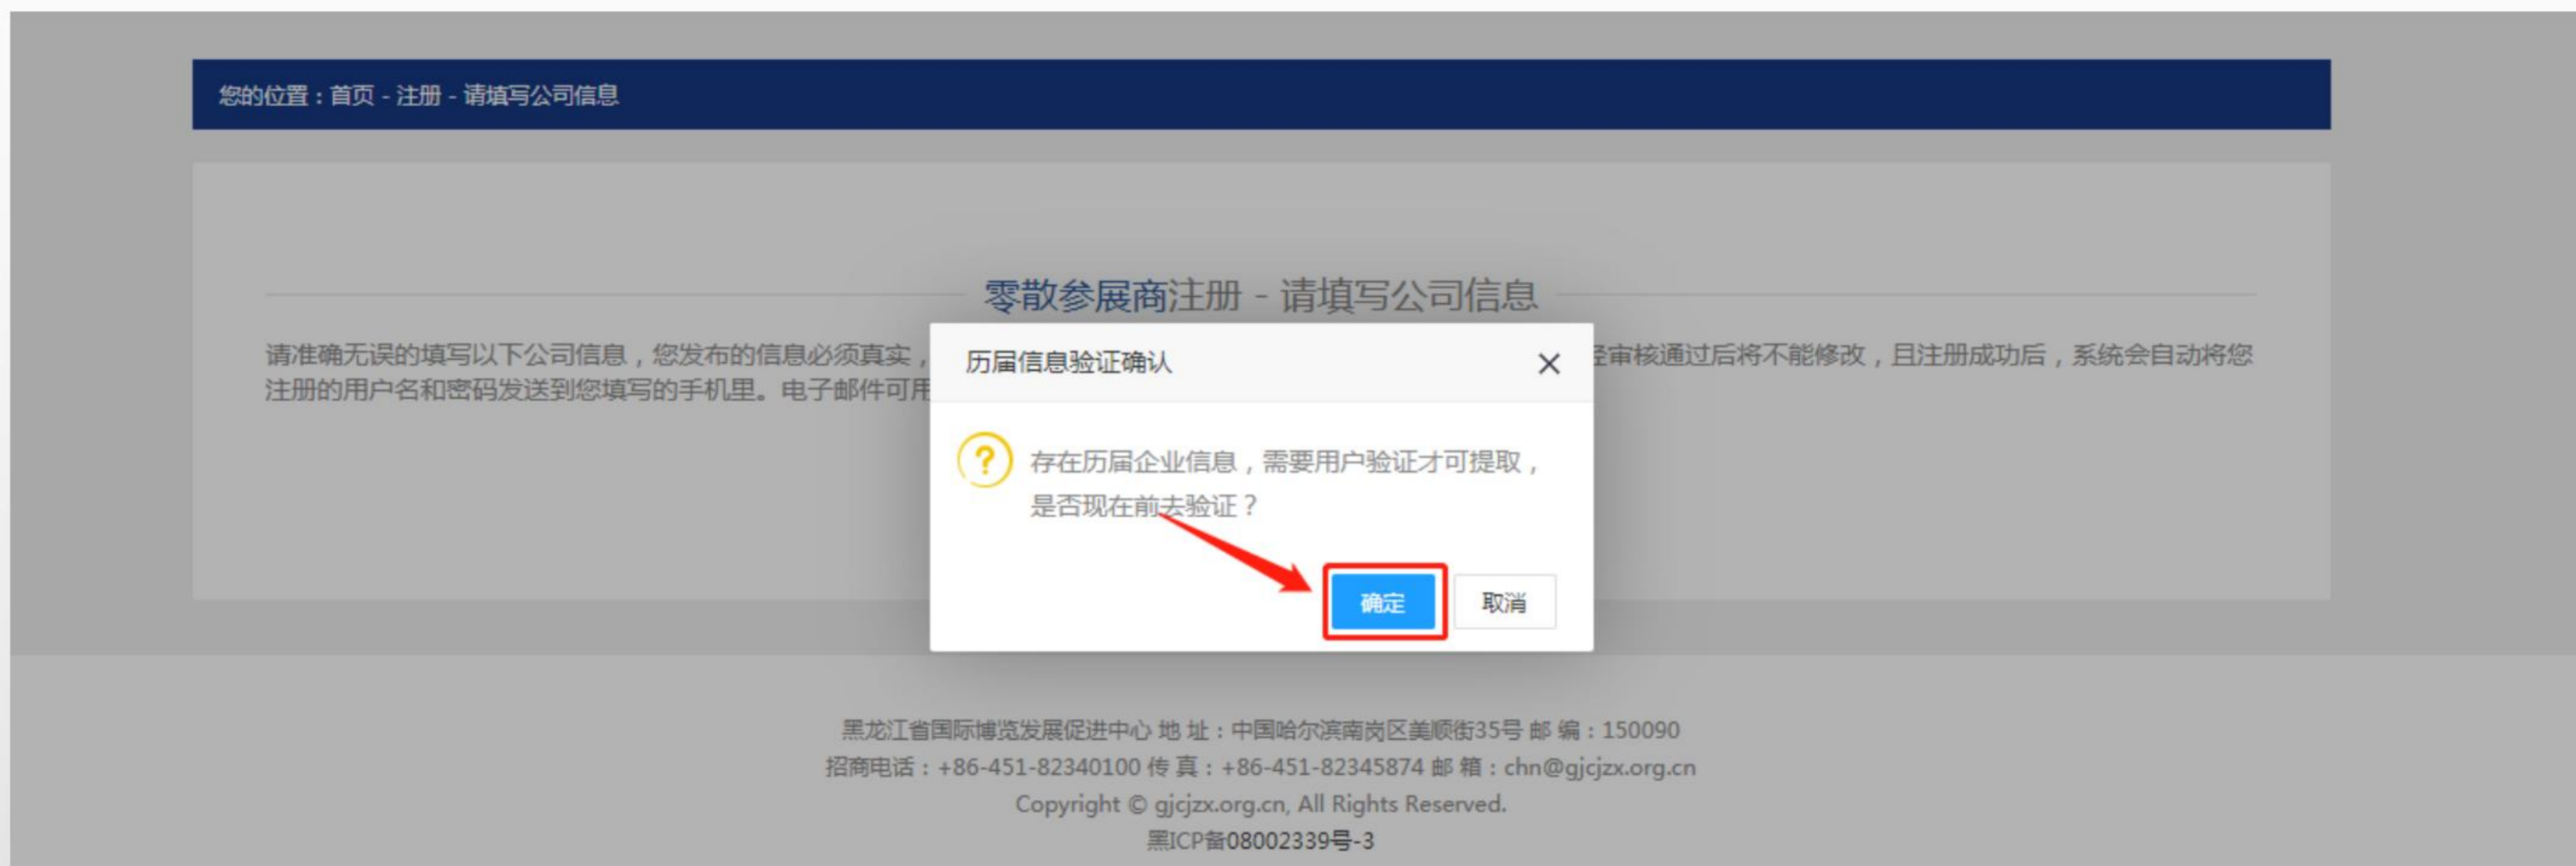 您的位置：首页 - 注册 - 请填写公司信息
零散参展商注册 - 请填写公司信息
请准确无误的填写以下公司信息，您发布的信息必须真实，
审核通过后将不能修改，且注册成功后，系统会自动将您
注册的用户名和密码发送到您填写的手机里。电子邮件可用
历届信息验证确认
存在历届企业信息，需要用户验证才可提取，
是否现在前去验证？
确定
取消
黑龙江省国际博览发展促进中心 地 址：中国哈尔滨南岗区美顺街35号 邮 编：150090
招商电话：+86-451-82340100 传 真：+86-451-82345874 邮 箱：chn@gjcjzx.org.cn
Copyright © gjcjzx.org.cn, All Rights Reserved.
黑ICP备08002339号-3